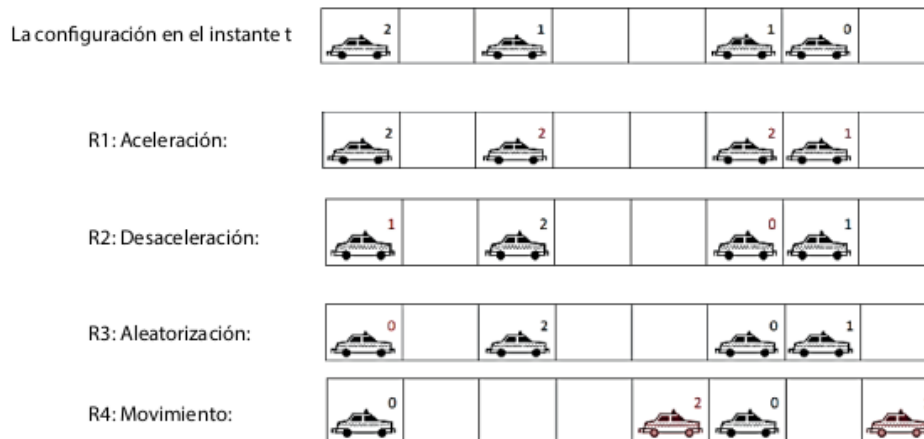 La configuración en el instante t 2 1 1 0
R1: Aceleración: 2 2 2 1
R2: Desaceleración: 1 2 0 1
R3: Aleatorización: 0 2 0 1
R4: Movimiento: 0 2 0